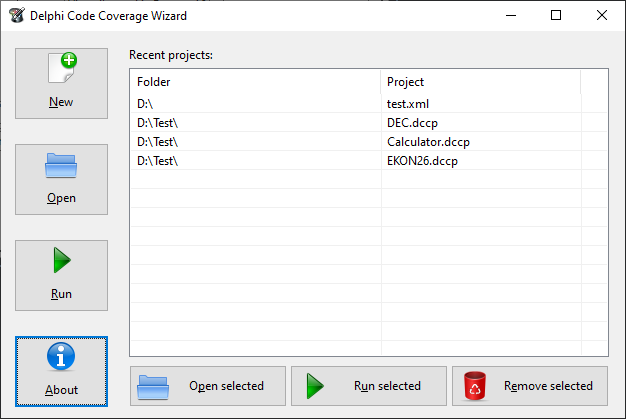 Delphi Code Coverage Wizard
New
Open
Run
About
Recent projects:
Folder Project
D:\ test.xml
D:\Test\ DEC.dccp
D:\Test\ Calculator.dccp
D:\Test\ EKON26.dccp
Open selected Run selected Remove selected